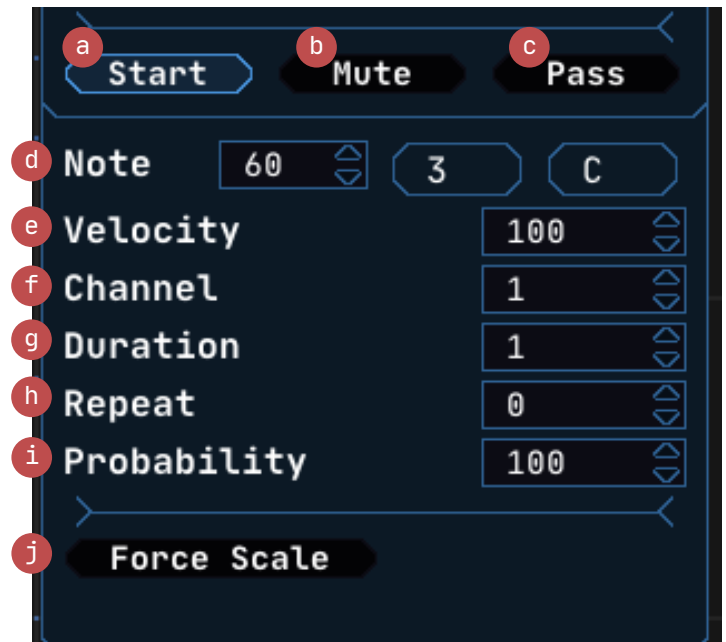 a b c
Start Mute Pass
d Note 60 3 C
e Velocity 100
f Channel 1
g Duration 1
h Repeat 0
i Probability 100
j Force Scale